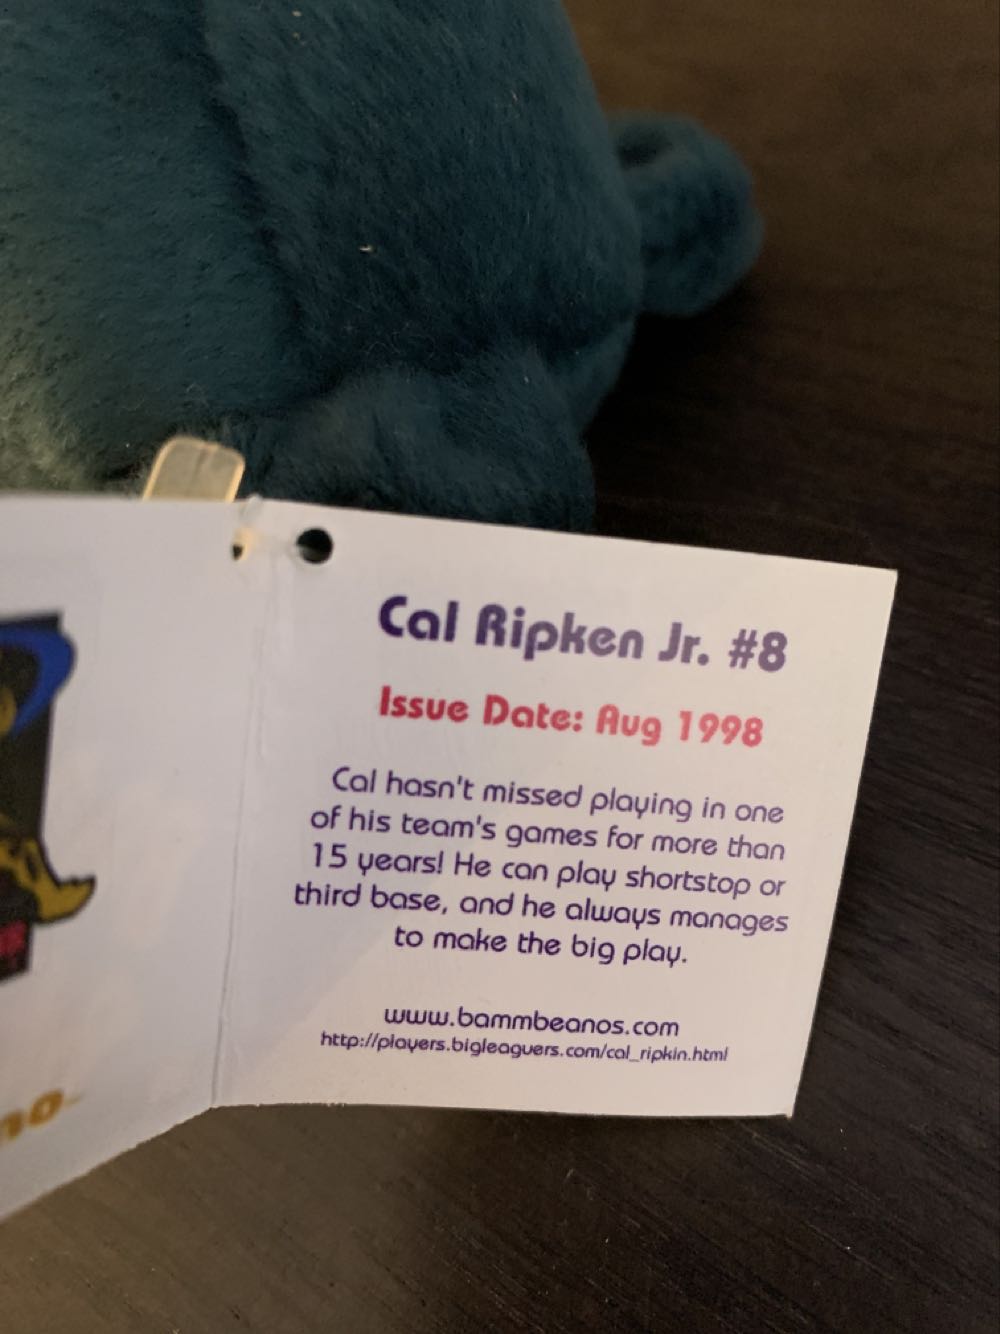 Cal Ripken Jr. #8
Issue Date: Aug 1998
Cal hasn't missed playing in one
of his team's games for more than
15 years! He can play shortstop or
third base, and he always manages
to make the big play.
www.bammbeanos.com
http://players.bigleaguers.com/cal_ripkin.html